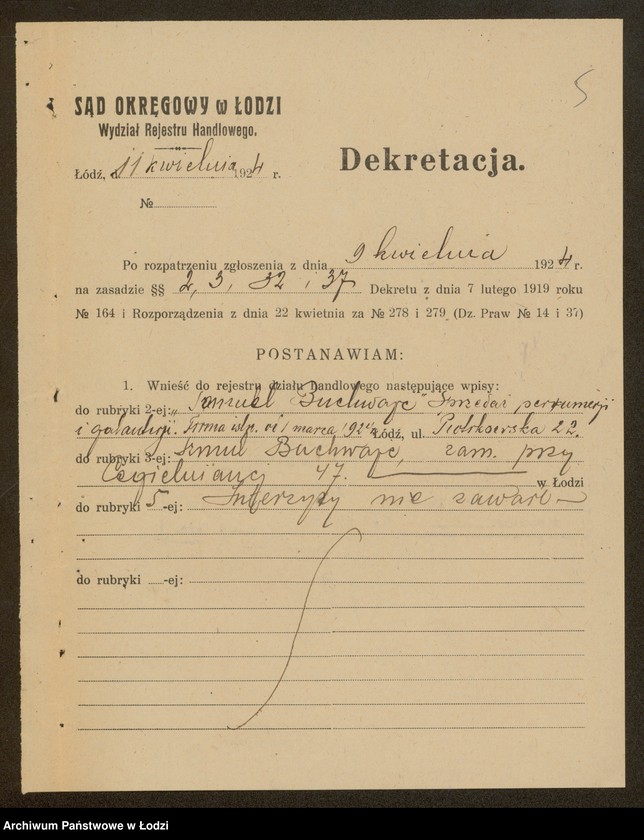 5
SĄD OKRĘGOWY w ŁODZI
Wydział Rejestru Handlowego.
Łódź, d 11 kwietnia 1924 r.
Dekretacja.
№
Po rozpatrzeniu zgłoszenia z dnia 9 kwietnia 1924 r.
na zasadzie §§ 2, 3, 32 i 37 Dekretu z dnia 7 lutego 1919 roku
№ 164 i Rozporządzenia z dnia 22 kwietnia za № 278 i 279 (Dz. Praw № 14 i 37)
POSTANAWIAM:
1. Wnieść do rejestru działu handlowego następujące wpisy:
do rubryki 2-ej: „Samuel Buchwajc" Sprzedaż perfumerji
i galanterji. Firma istn. od 1 marca 1924 r. Łódź, ul. Piotrkowska 22.
do rubryki 3-ej: Buchwajc, zam. przy
Cegielnianej 47. w Łodzi
do rubryki 5-ej: Intercyzy nie zawarł
do rubryki -ej:
Archiwum Państwowe w Łodzi